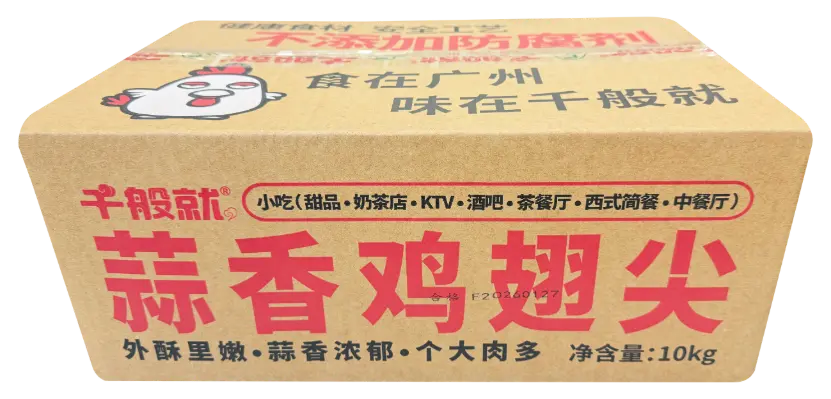 健康食材 安全工艺
不添加防腐剂
食在广州
味在千般就
千般就®
小吃(甜品·奶茶店·KTV·酒吧·茶餐厅·西式简餐·中餐厅)
蒜香鸡翅尖
合格 F20260127
外酥里嫩·蒜香浓郁·个大肉多 净含量:10kg